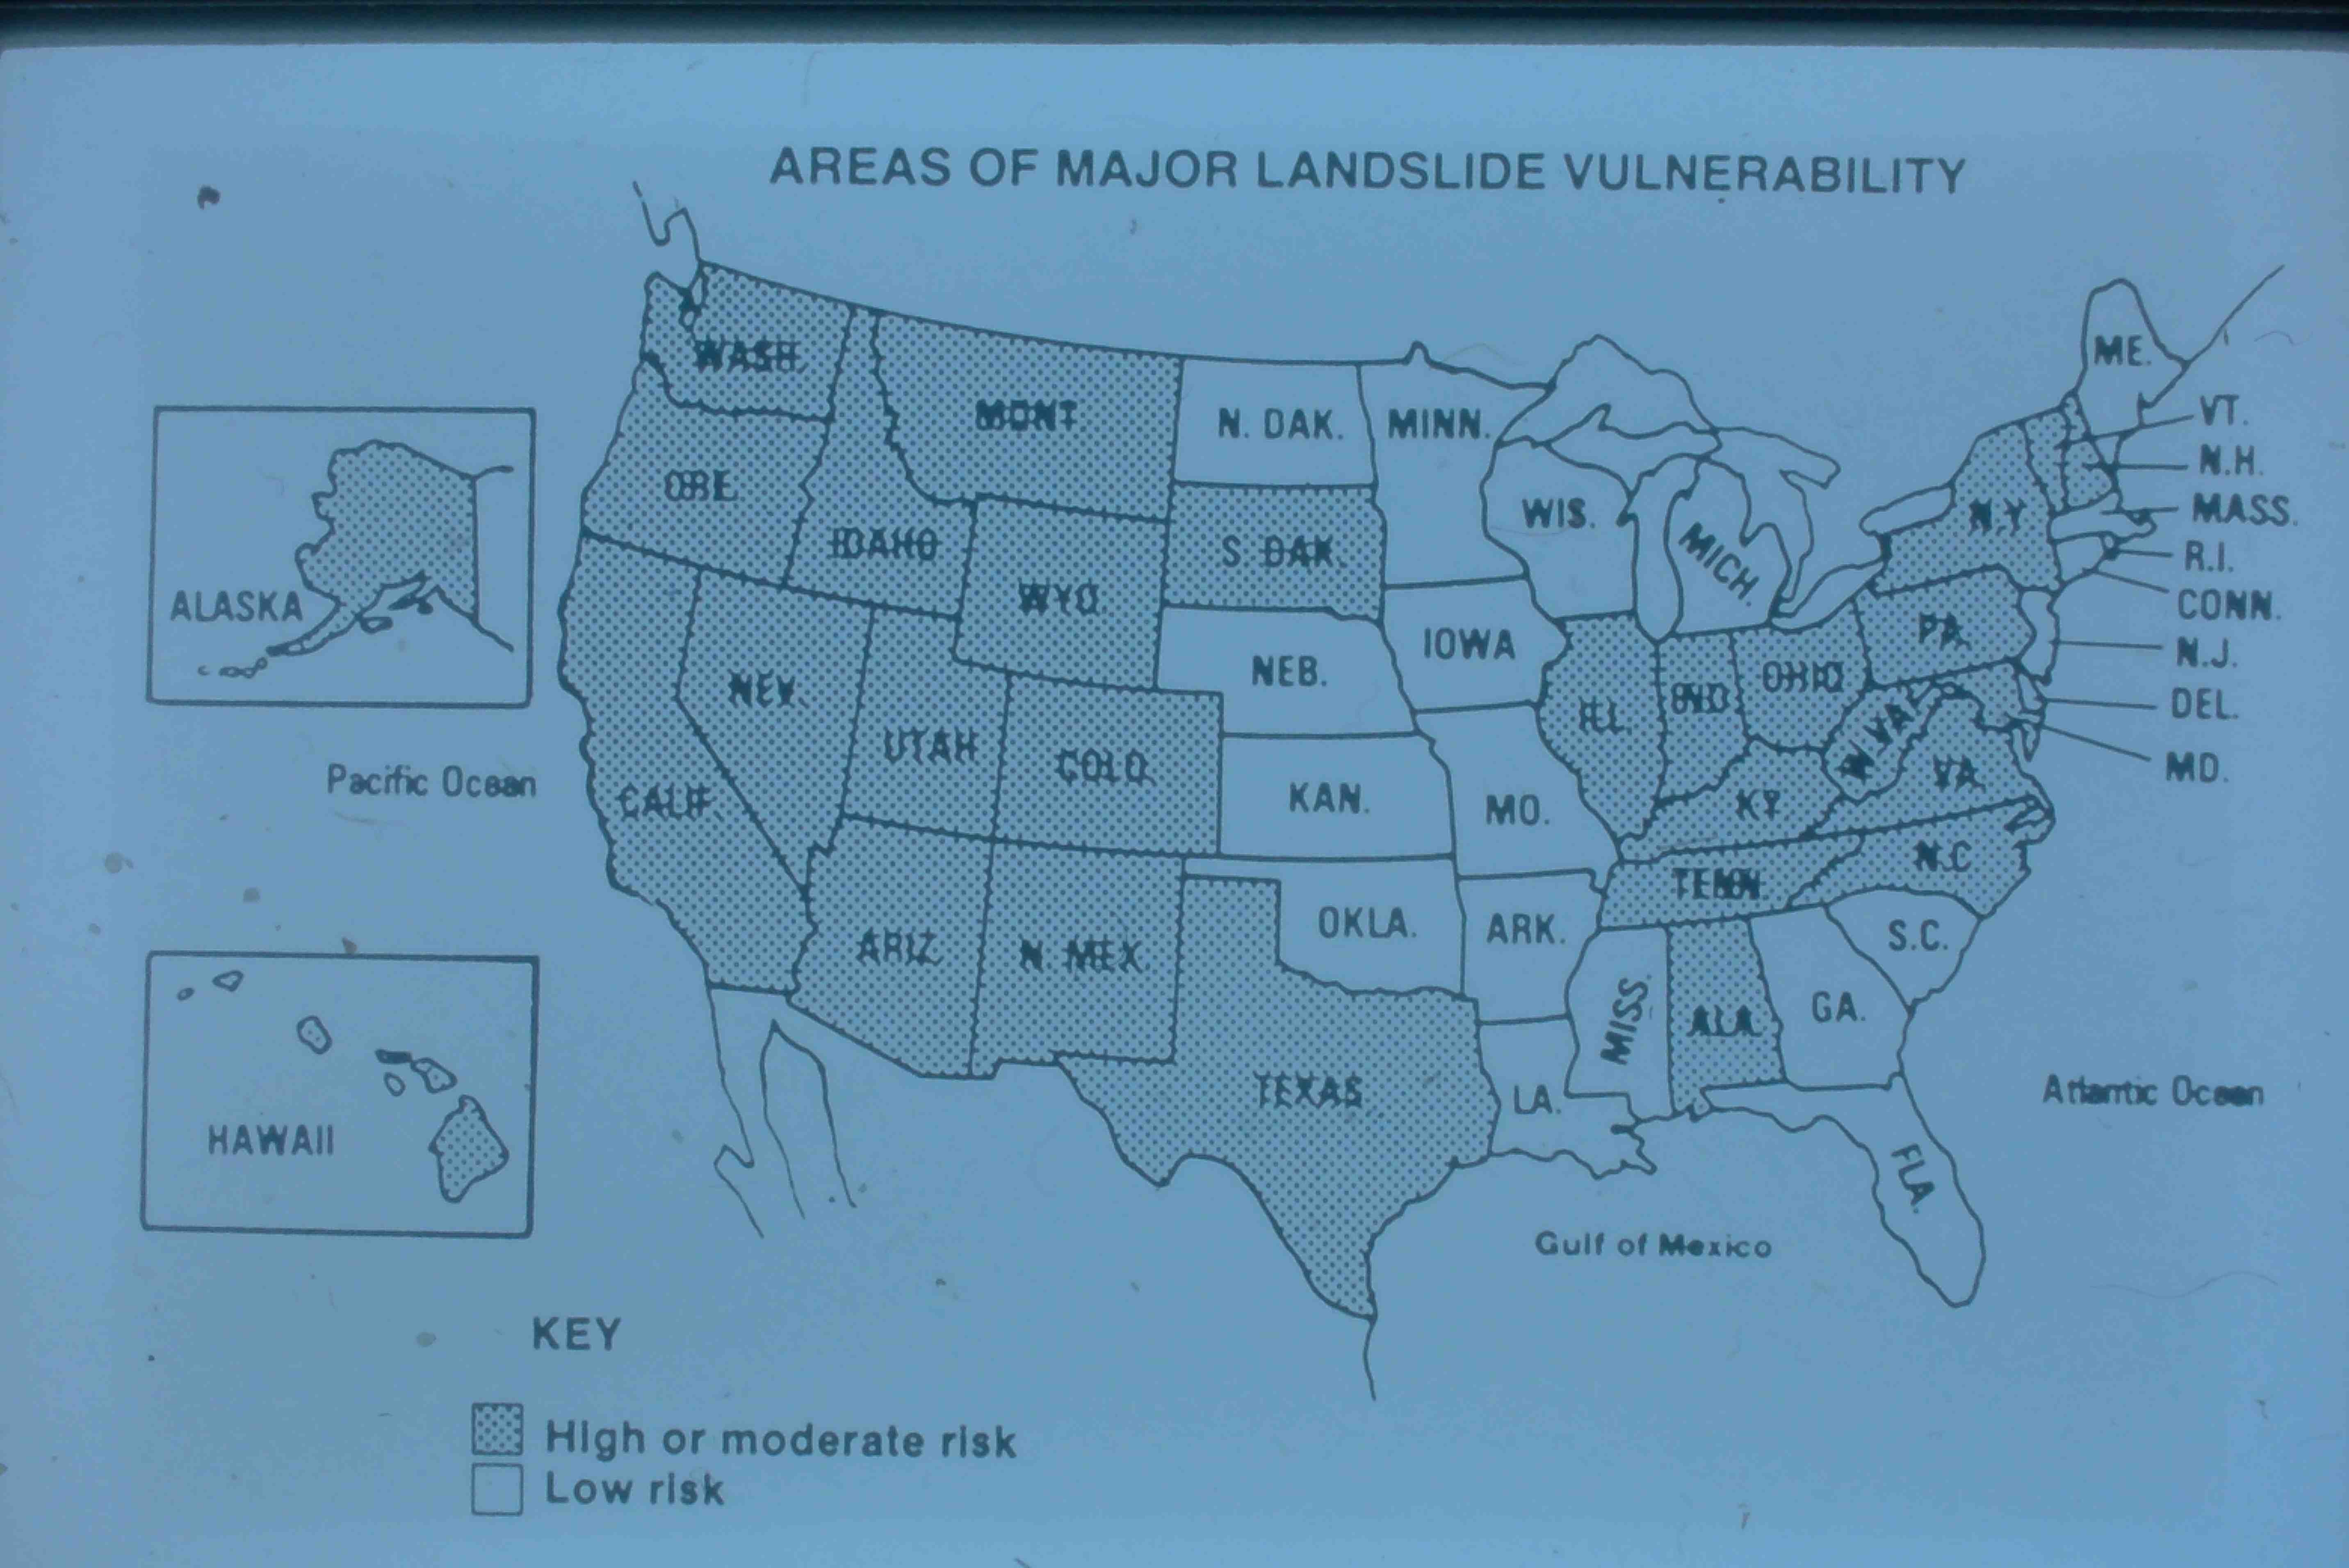 AREAS OF MAJOR LANDSLIDE VULNERABILITY
WASH.
MONT.
N. DAK.
MINN.
ME.
VT.
N.H.
MASS.
R.I.
CONN.
N.J.
DEL.
MD.
ORE.
IDAHO
WYO.
S. DAK.
WIS.
MICH.
N.Y.
ALASKA
NEB.
IOWA
PA.
NEV.
UTAH
COLO.
ILL.
IND.
OHIO
W. VA.
VA.
Pacific Ocean
CALIF.
KAN.
MO.
KY.
ARIZ.
N. MEX.
OKLA.
ARK.
TENN.
N.C.
S.C.
HAWAII
TEXAS
LA.
MISS.
ALA.
GA.
FLA.
Atlantic Ocean
Gulf of Mexico
KEY
High or moderate risk
Low risk